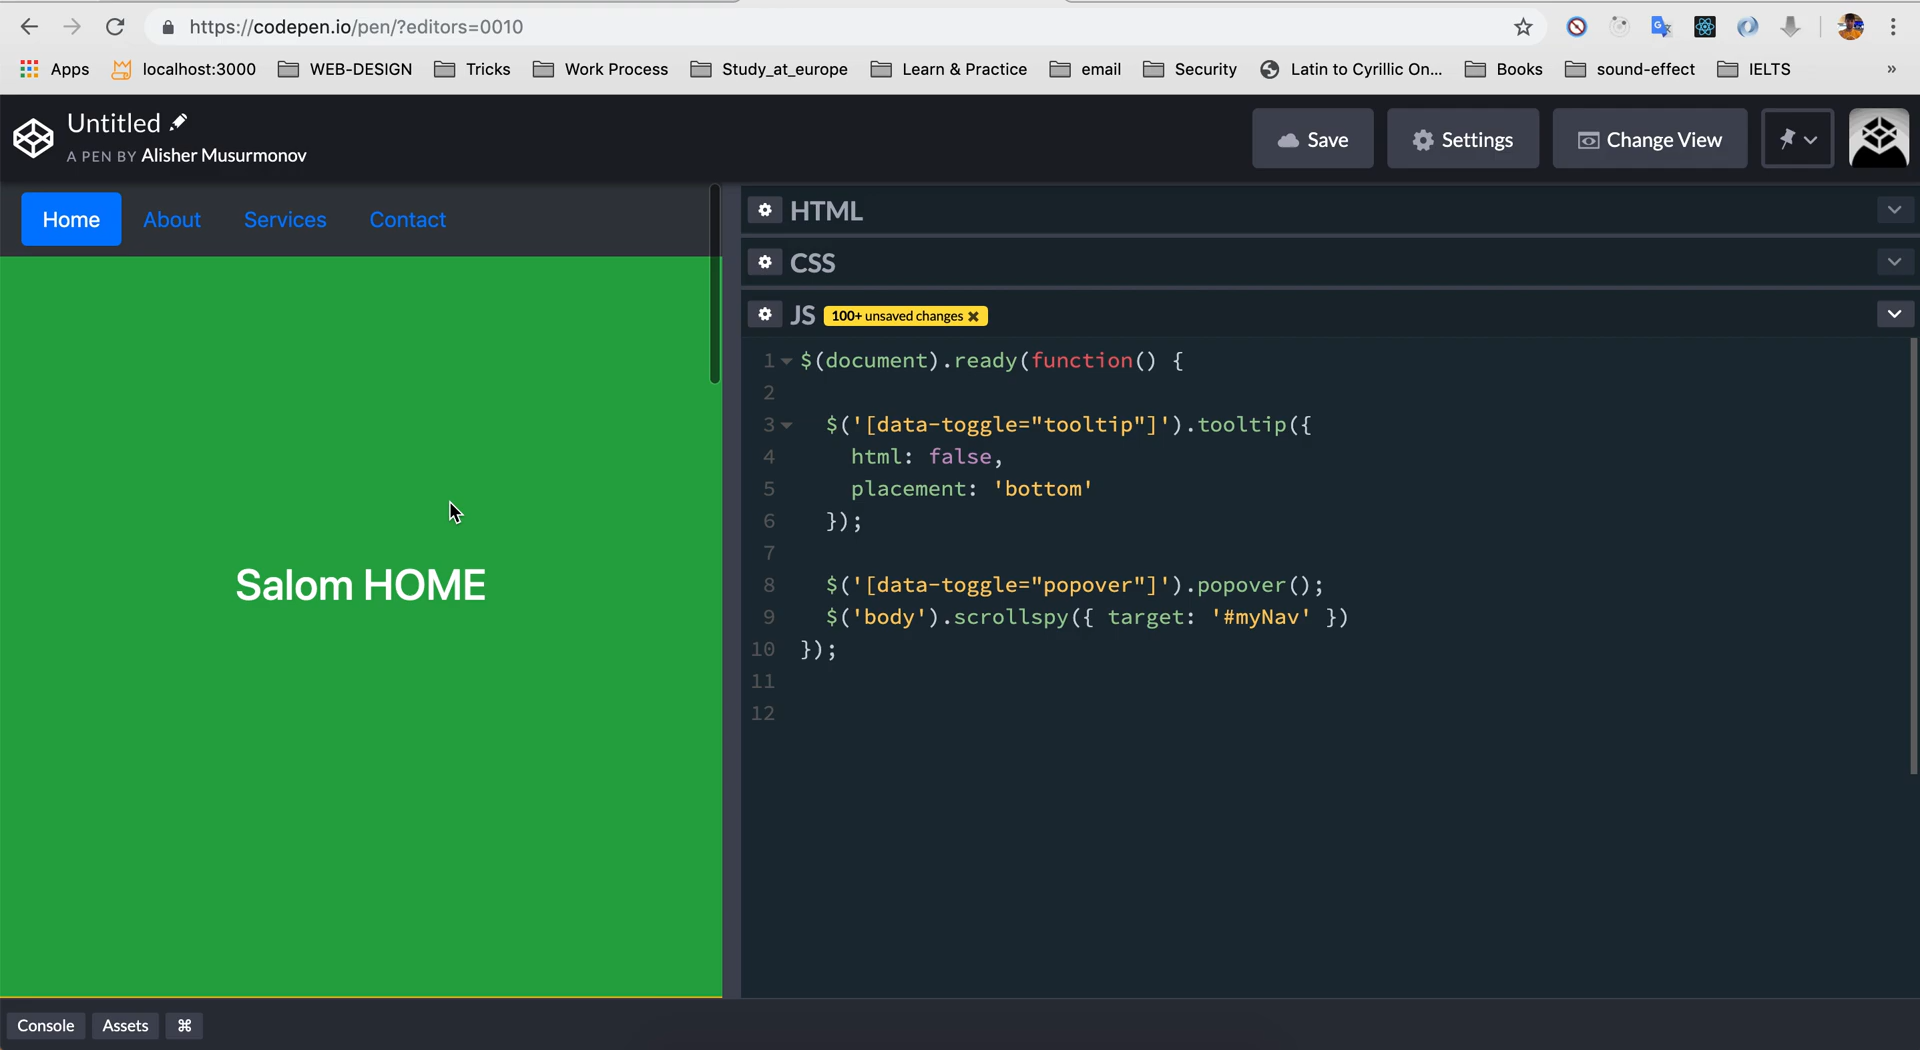 https://codepen.io/pen/?editors=0010
Apps localhost:3000 WEB-DESIGN Tricks Work Process Study_at_europe Learn & Practice email Security Latin to Cyrillic On... Books sound-effect IELTS »
Untitled
A PEN BY Alisher Musurmonov
Save Settings Change View
Home About Services Contact
Salom HOME
HTML
CSS
JS 100+ unsaved changes ×
1 $(document).ready(function() {
2
3 $('[data-toggle="tooltip"]').tooltip({
4 html: false,
5 placement: 'bottom'
6 });
7
8 $('[data-toggle="popover"]').popover();
9 $('body').scrollspy({ target: '#myNav' })
10 });
11
12
Console Assets ⌘